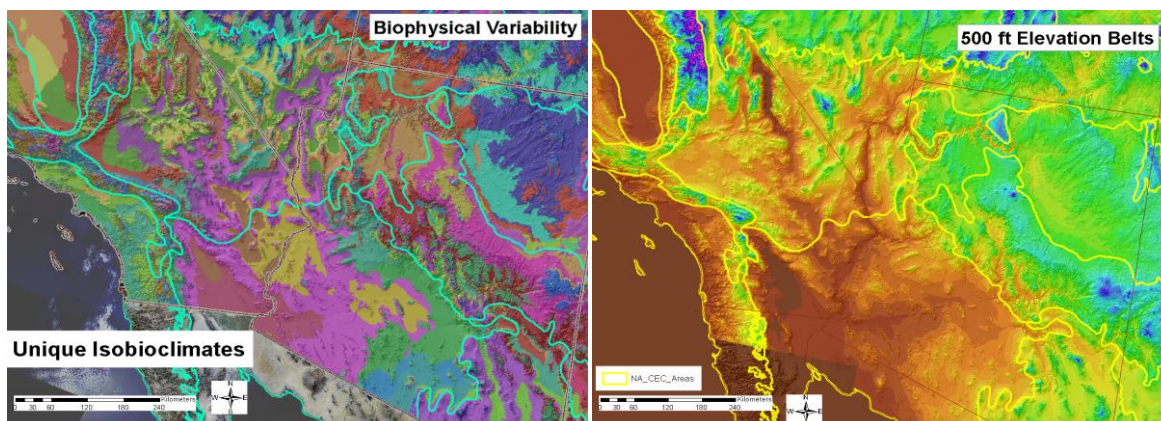 Biophysical Variability
Unique Isobioclimates
0 30 60 120 180 240
Kilometers
N
W E
S
500 ft Elevation Belts
NA_CEC_Areas
0 30 60 120 180 240
Kilometers
N
W E
S